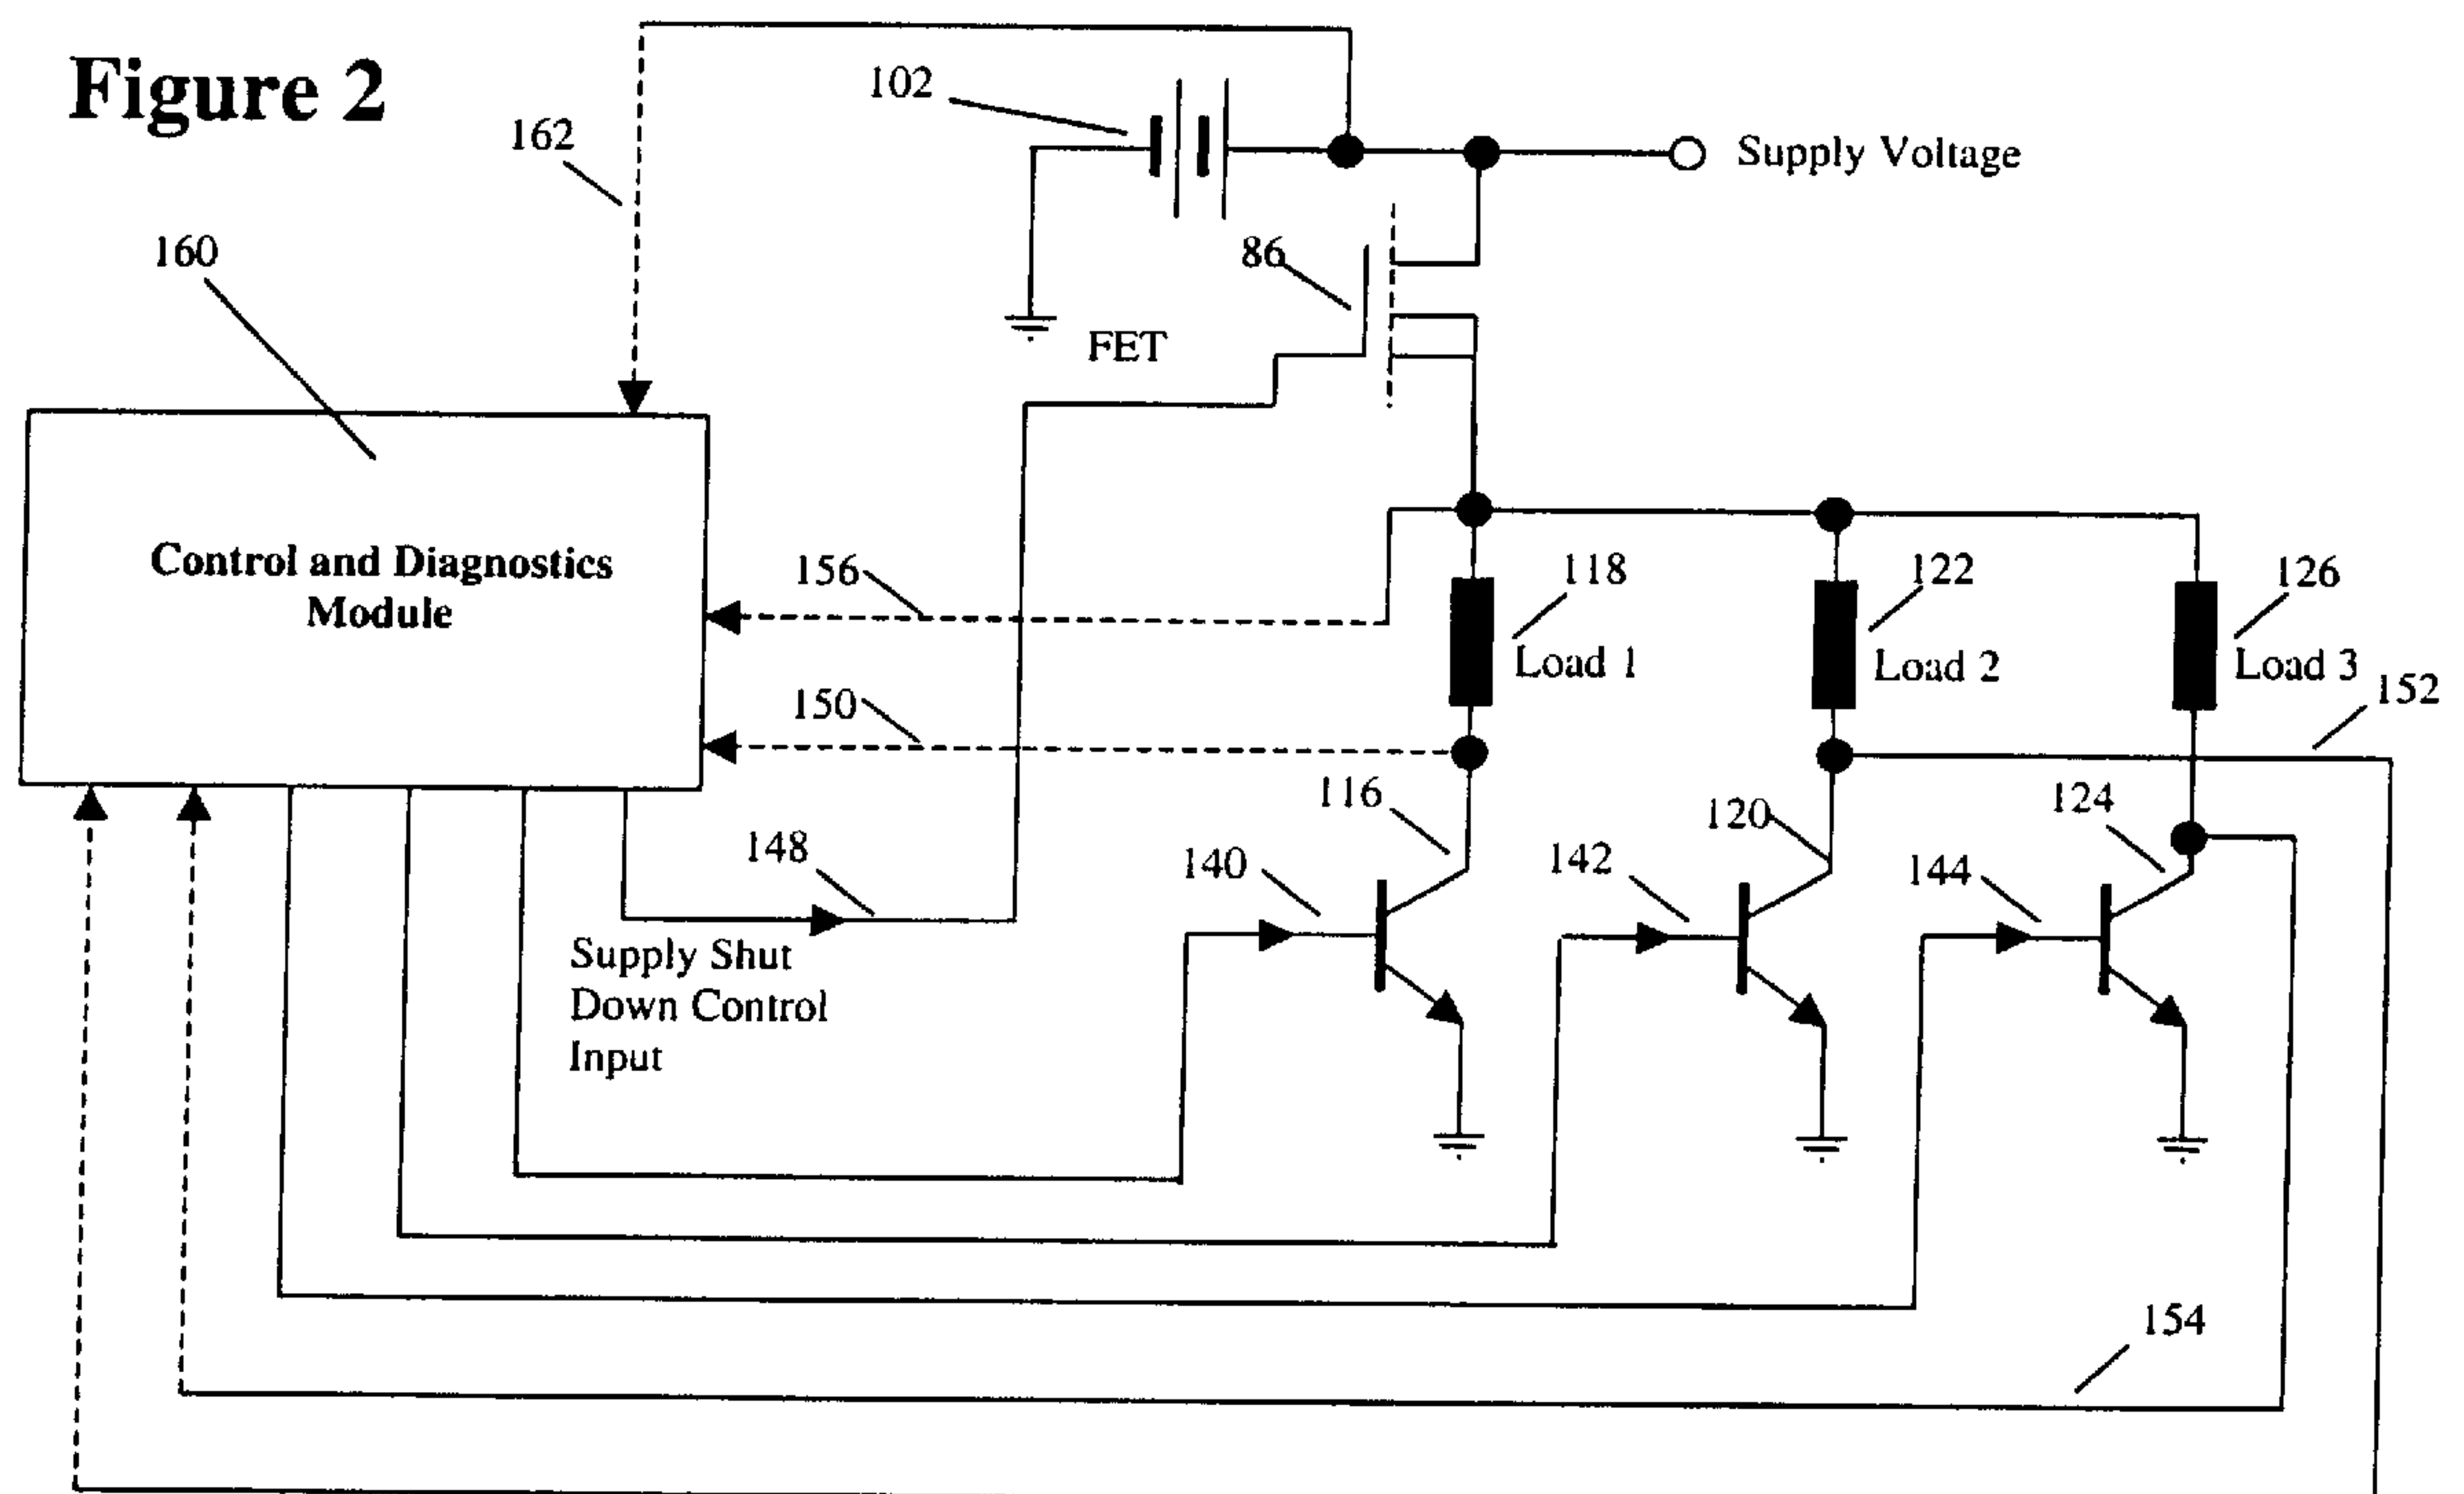 Figure 2
102
162
Supply Voltage
160
86
FET
Control and Diagnostics
Module
156
118
122
126
Load 1
Load 2
Load 3
150
152
116
120
124
148
140
142
144
Supply Shut
Down Control
Input
154